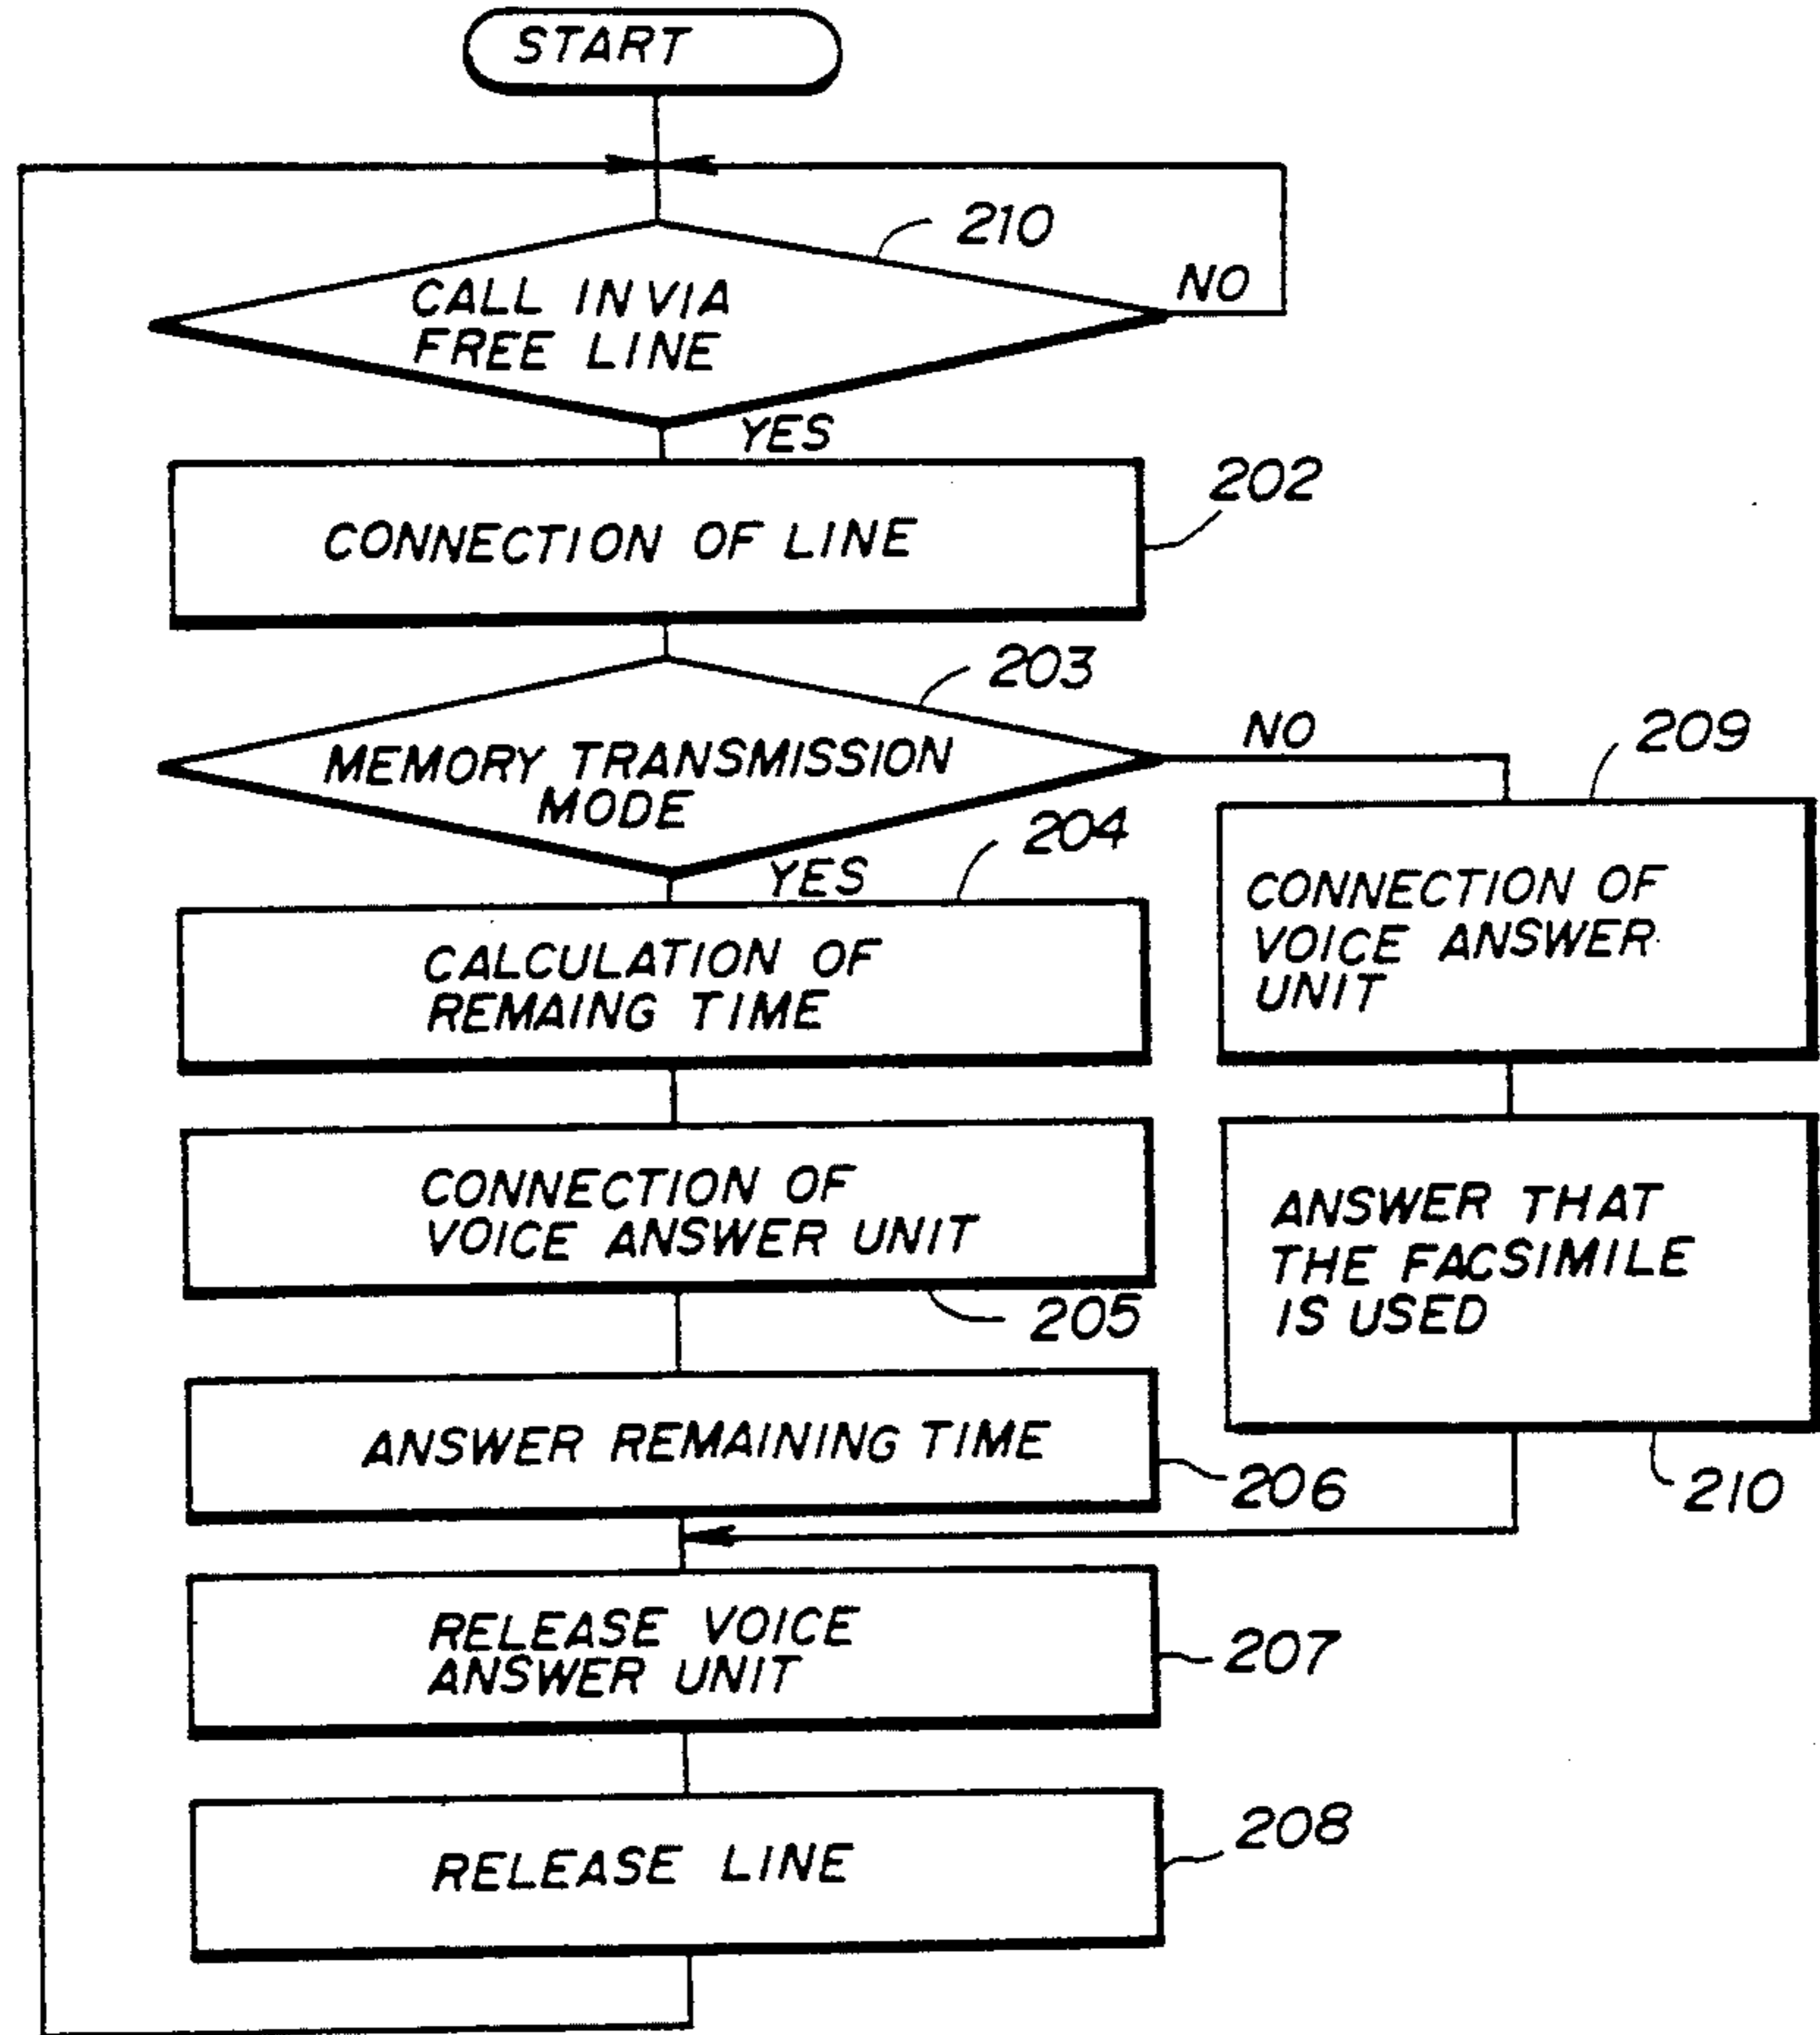 START
210
CALL IN VIA
FREE LINE
NO
YES
202
CONNECTION OF LINE
203
MEMORY TRANSMISSION
MODE
NO
209
204
YES
CALCULATION OF
REMAING TIME
CONNECTION OF
VOICE ANSWER
UNIT
CONNECTION OF
VOICE ANSWER UNIT
205
ANSWER THAT
THE FACSIMILE
IS USED
ANSWER REMAINING TIME
206
210
RELEASE VOICE
ANSWER UNIT
207
RELEASE LINE
208